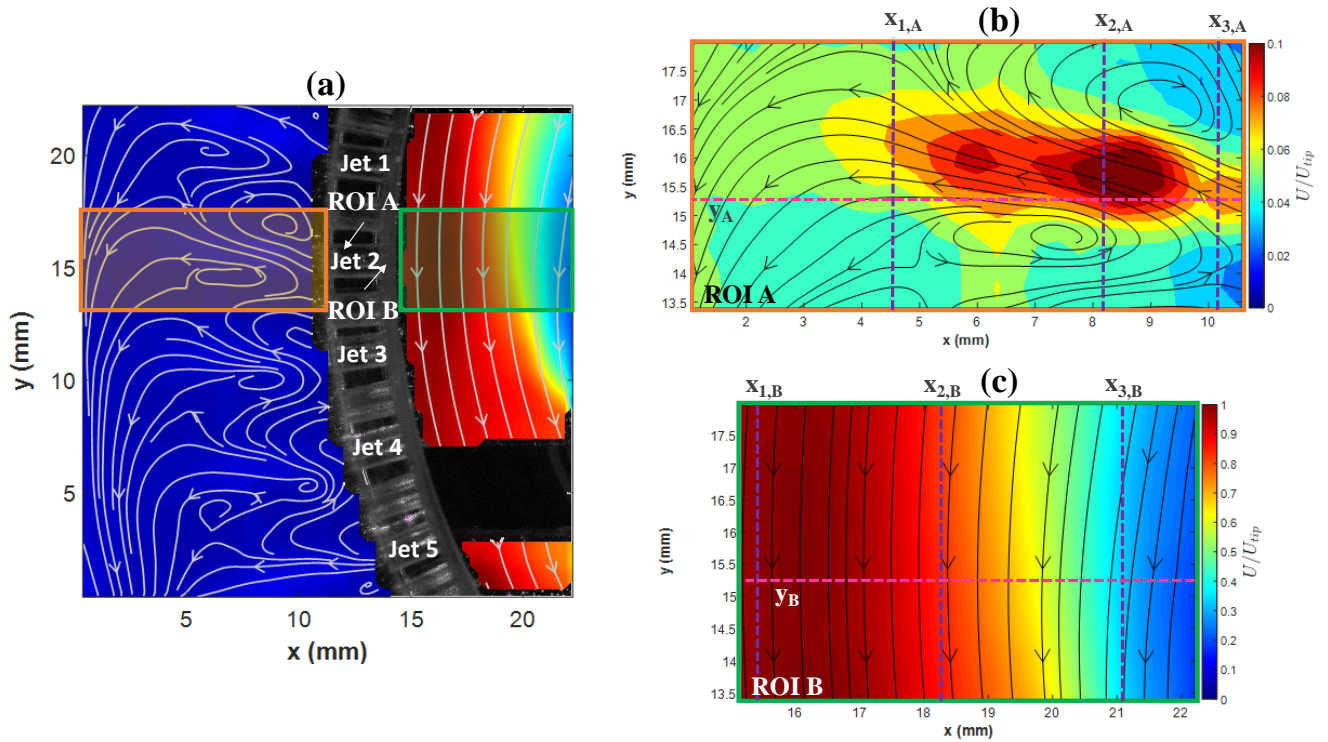 (a)
20
15
10
5
y (mm)
5
10
15
20
x (mm)
Jet 1
ROI A
Jet 2
ROI B
Jet 3
Jet 4
Jet 5
(b)
x1,A
x2,A
x3,A
17.5
17
16.5
16
15.5
15
14.5
14
13.5
y (mm)
yA
ROI A
2
3
4
5
6
7
8
9
10
x (mm)
0.1
0.08
0.06
0.04
0.02
0
U/Utip
(c)
x1,B
x2,B
x3,B
17.5
17
16.5
16
15.5
15
14.5
14
13.5
y (mm)
yB
ROI B
16
17
18
19
20
21
22
x (mm)
1
0.9
0.8
0.7
0.6
0.5
0.4
0.3
0.2
0.1
0
U/Utip